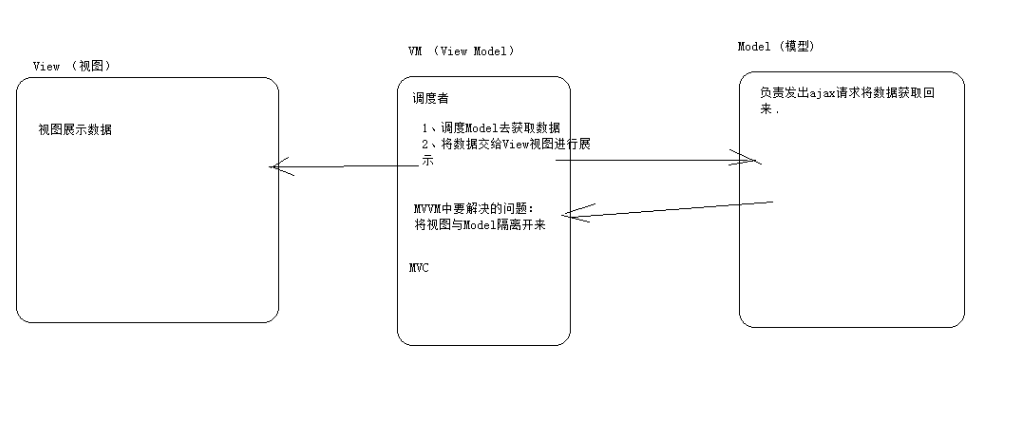 View （视图）
视图展示数据
VM （View Model）
调度者
1、调度Model去获取数据
2、将数据交给View视图进行展
示
MVVM中要解决的问题：
将视图与Model隔离开来
MVC
Model（模型）
负责发出ajax请求将数据获取回
来．